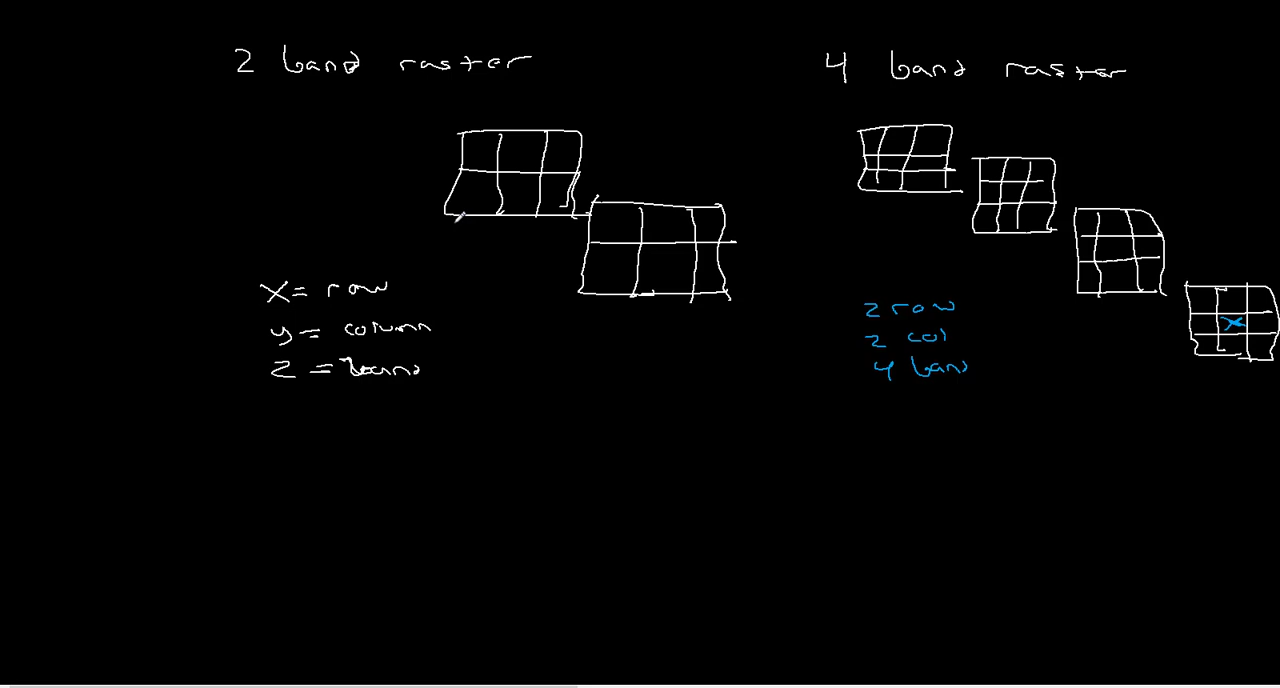 2 band raster
4 band raster
x = row
y = column
z = band
2 row
2 col
4 band
x